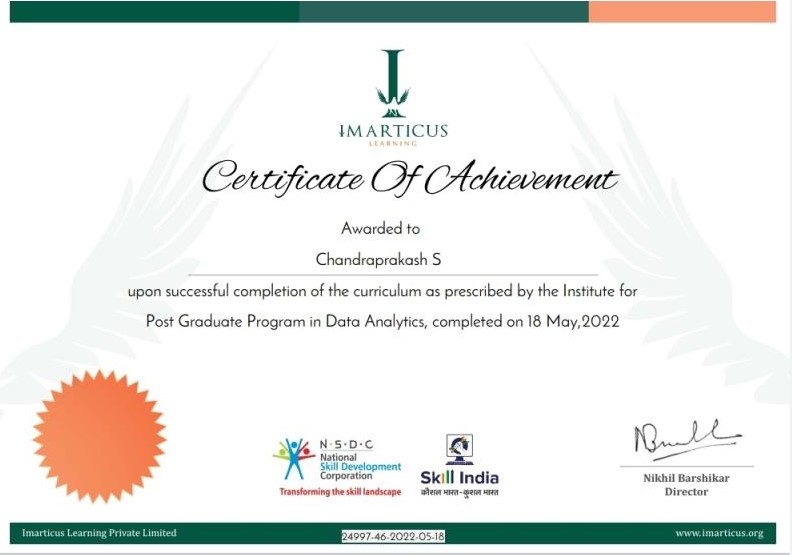 IMARTICUS
LEARNING
Certificate Of Achievement
Awarded to
Chandraprakash S
upon successful completion of the curriculum as prescribed by the Institute for
Post Graduate Program in Data Analytics, completed on 18 May,2022
N·S·D·C
National
Skill Development
Corporation
Transforming the skill landscape
Skill India
कौशल भारत-कुशल भारत
Nikhil Barshikar
Director
Imarticus Learning Private Limited
24997-46-2022-05-18
www.imarticus.org